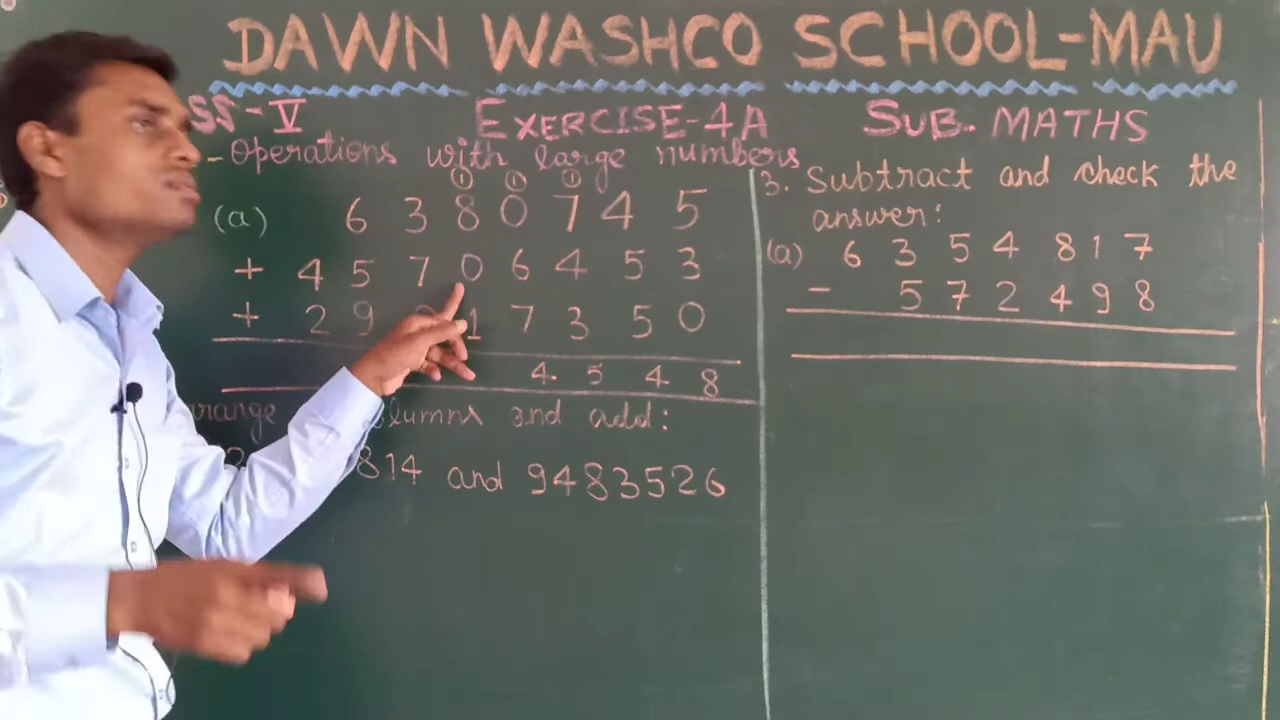 DAWN WASHCO SCHOOL-MAU
SS-V EXERCISE-4A SUB. MATHS
- Operations with large numbers
① ① ①
(a) 6 3 8 0 7 4 5
+ 4 5 7 0 6 4 5 3
+ 2 9 1 7 3 5 0
4 5 4 8
columns and add:
814 and 9483526
3. Subtract and check the
answer:
(a) 6 3 5 4 8 1 7
- 5 7 2 4 9 8